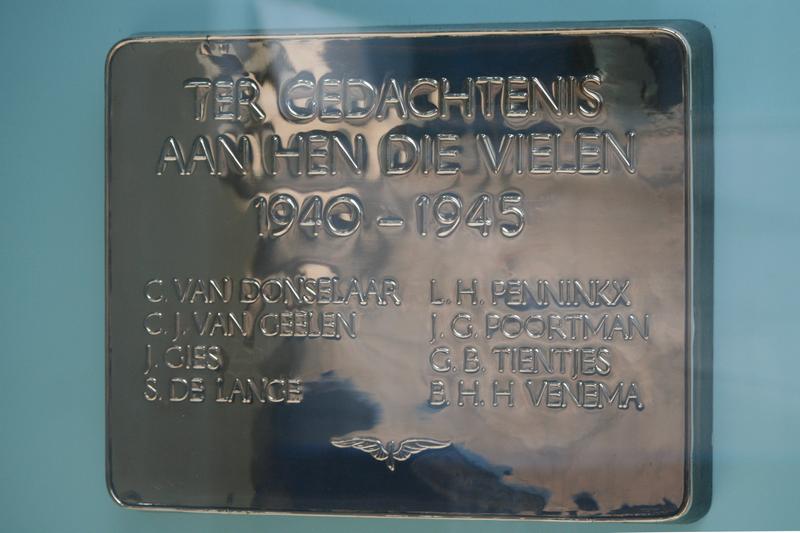 TER GEDACHTENIS
AAN HEN DIE VIELEN
1940 - 1945
C. VAN DONSELAAR
C. J. VAN GEELEN
J. GIES
S. DE LANGE
L. H. PENNINKX
J. G. POORTMAN
G. B. TIENTJES
B. H. H VENEMA